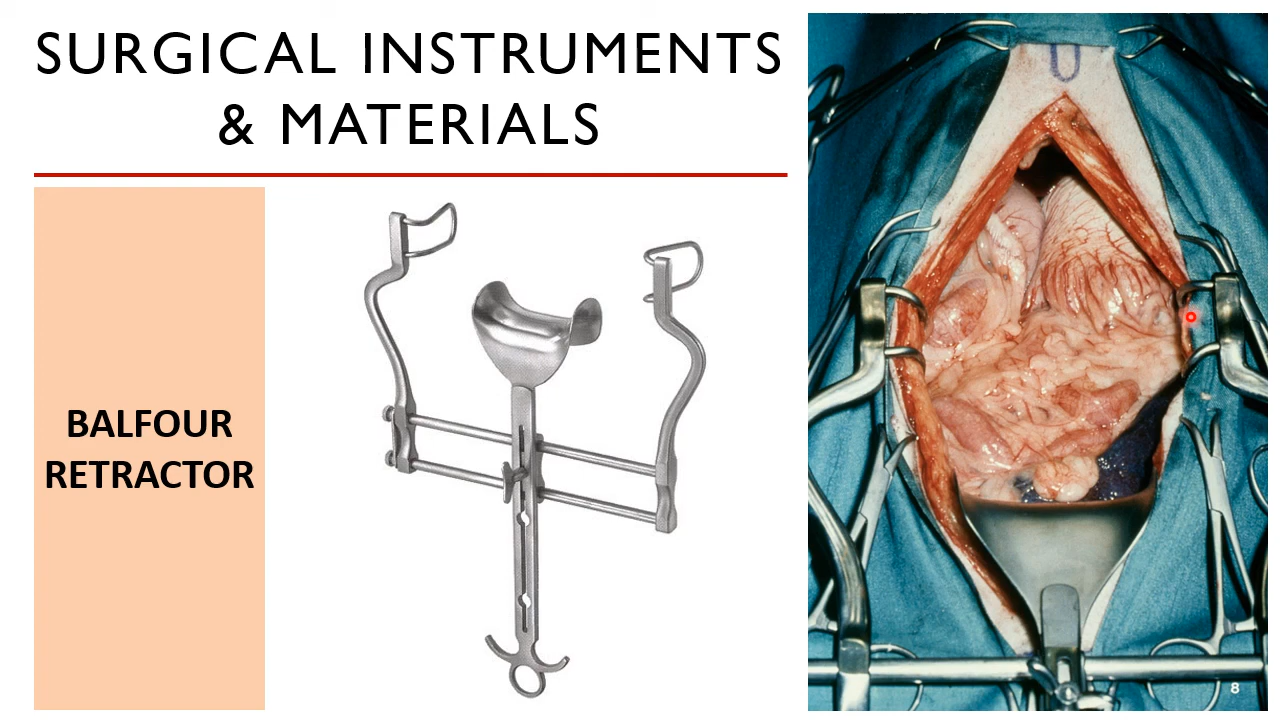 SURGICAL INSTRUMENTS
& MATERIALS
BALFOUR
RETRACTOR
8